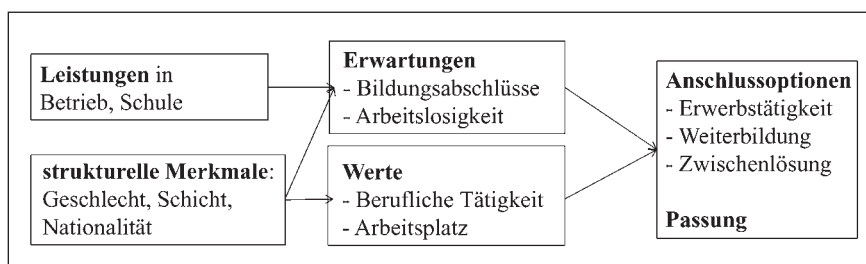 Leistungen in
Betrieb, Schule
strukturelle Merkmale:
Geschlecht, Schicht,
Nationalität
Erwartungen
- Bildungsabschlüsse
- Arbeitslosigkeit
Werte
- Berufliche Tätigkeit
- Arbeitsplatz
Anschlussoptionen
- Erwerbstätigkeit
- Weiterbildung
- Zwischenlösung
Passung